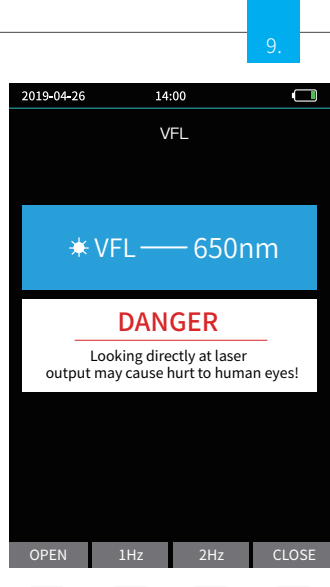 9.
2019-04-26 14:00
VFL
VFL — 650nm
DANGER
Looking directly at laser
output may cause hurt to human eyes!
OPEN 1Hz 2Hz CLOSE